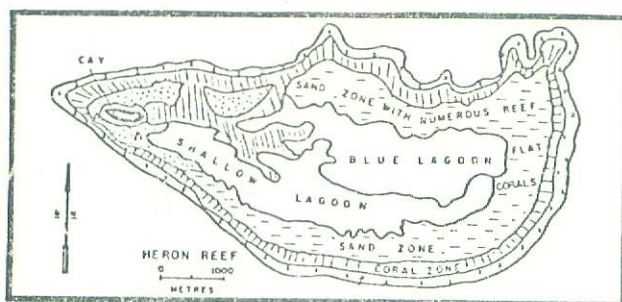 CAY
SAND ZONE WITH NUMEROUS REEF
FLAT
CORALS
BLUE LAGOON
SHALLOW
LAGOON
SAND ZONE
CORAL ZONE
HERON REEF
0 1000
METRES